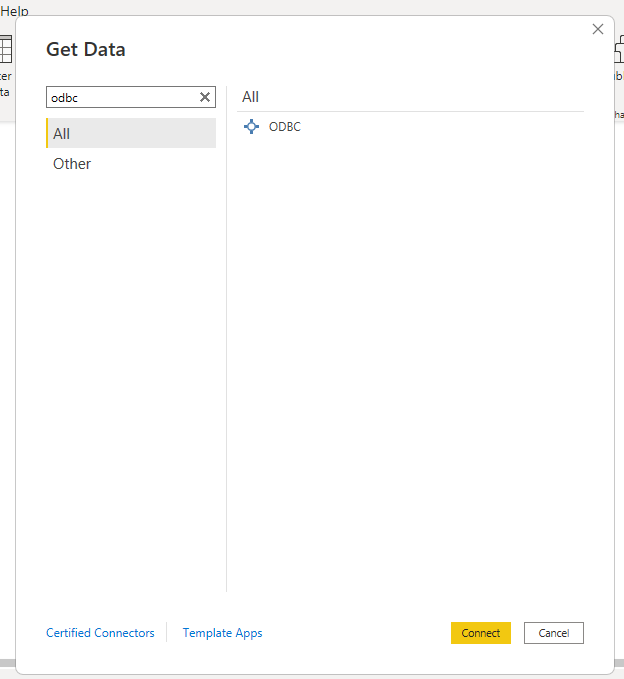 Help
Get Data
odbc
All
Other
All
ODBC
Certified Connectors
Template Apps
Connect
Cancel